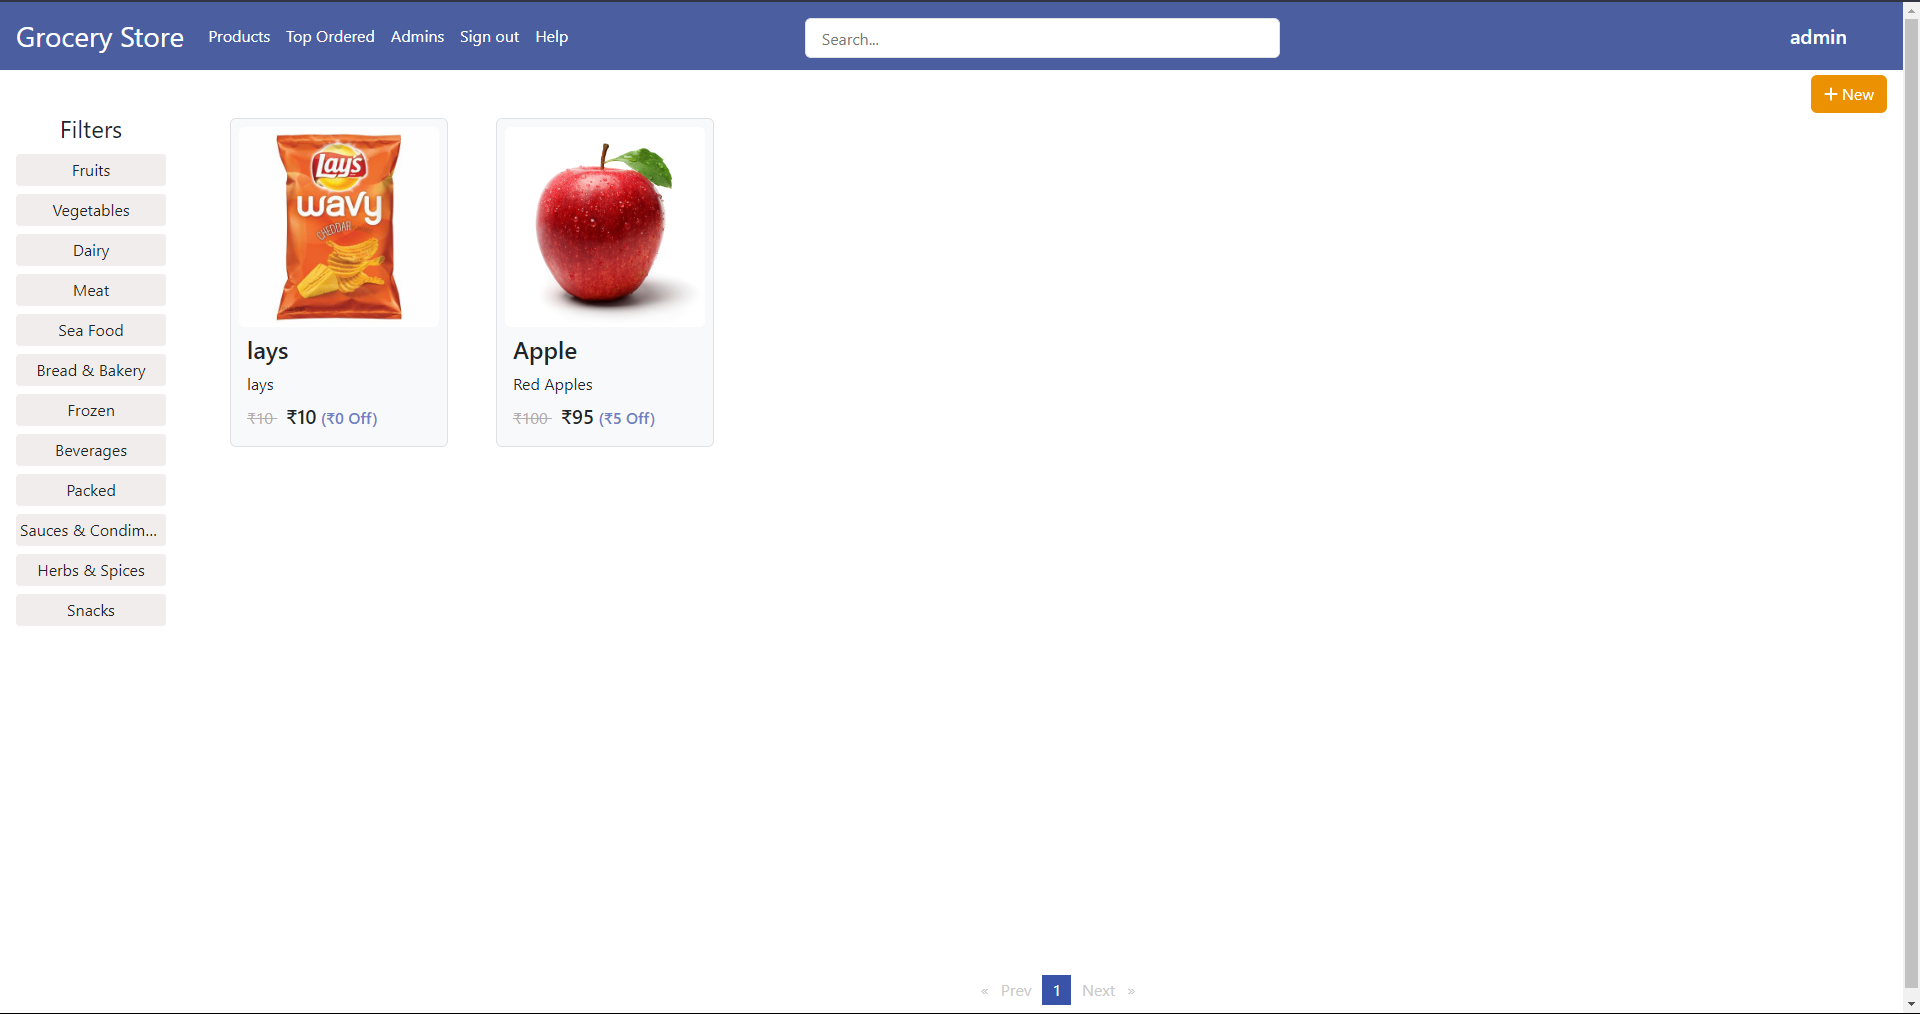 Grocery Store Products Top Ordered Admins Sign out Help Search... admin
+ New
Filters
Fruits
Vegetables
Dairy
Meat
Sea Food
Bread & Bakery
Frozen
Beverages
Packed
Sauces & Condim...
Herbs & Spices
Snacks
Lay's
wavy
CHEDDAR
lays
lays
₹10 ₹10 (₹0 Off)
Apple
Red Apples
₹100 ₹95 (₹5 Off)
« Prev 1 Next »